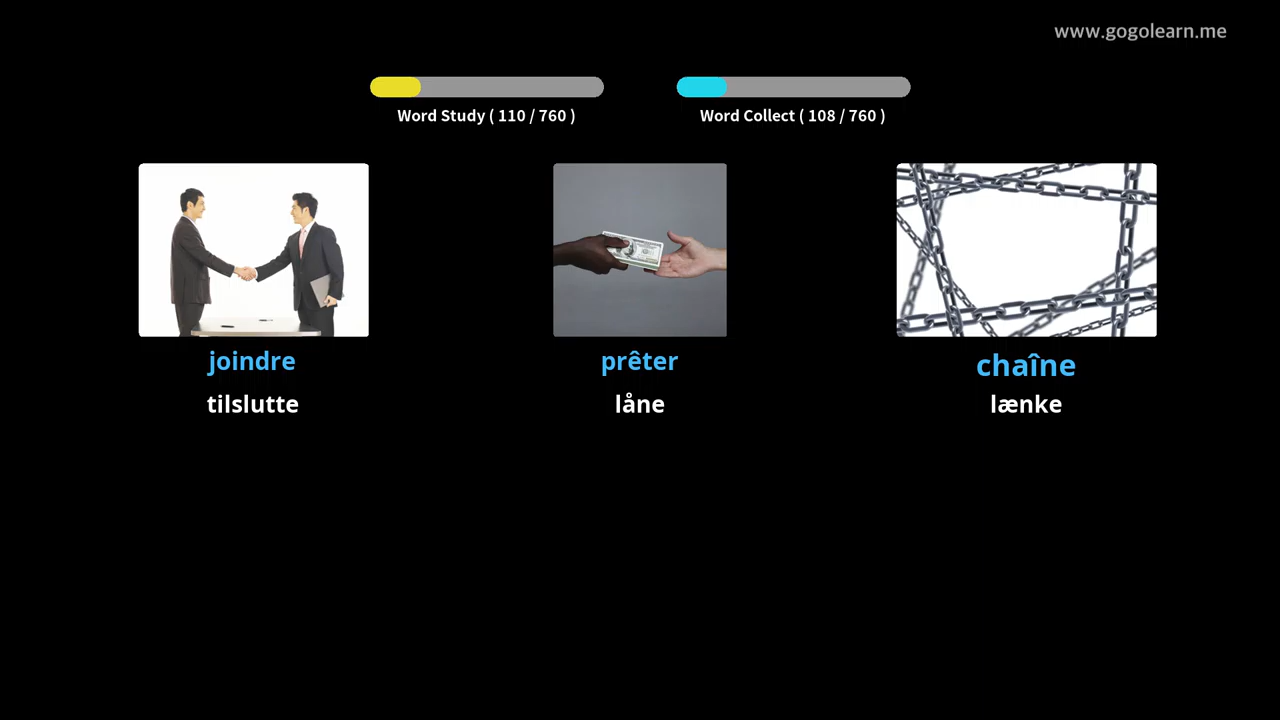 www.gogolearn.me
Word Study ( 110 / 760 )
Word Collect ( 108 / 760 )
joindre
prêter
chaîne
tilslutte
låne
lænke